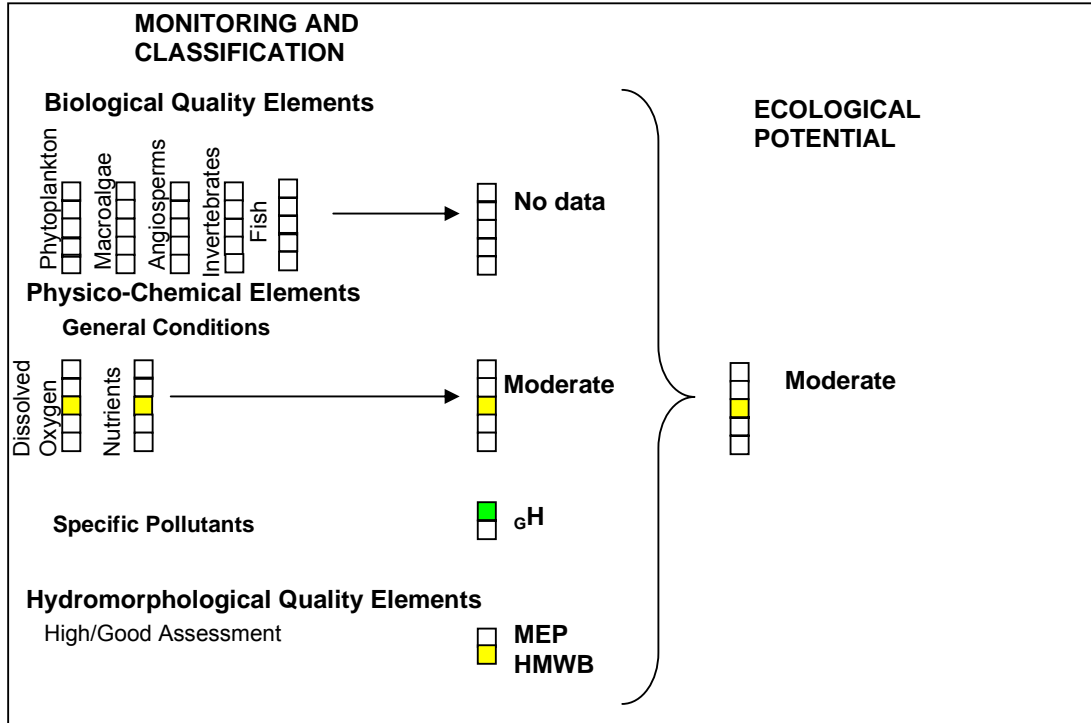 MONITORING AND
CLASSIFICATION
Biological Quality Elements
ECOLOGICAL
POTENTIAL
Phytoplankton
Macroalgae
Angiosperms
Invertebrates
Fish
No data
Physico-Chemical Elements
General Conditions
Dissolved
Oxygen
Nutrients
Moderate
Moderate
Specific Pollutants
GH
Hydromorphological Quality Elements
High/Good Assessment
MEP
HMWB